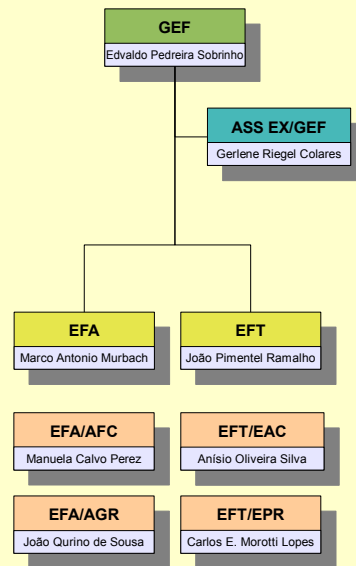 GEF
Edvaldo Pedreira Sobrinho
ASS EX/GEF
Gerlene Riegel Colares
EFA
Marco Antonio Murbach
EFT
João Pimentel Ramalho
EFA/AFC
Manuela Calvo Perez
EFT/EAC
Anísio Oliveira Silva
EFA/AGR
João Qurino de Sousa
EFT/EPR
Carlos E. Morotti Lopes